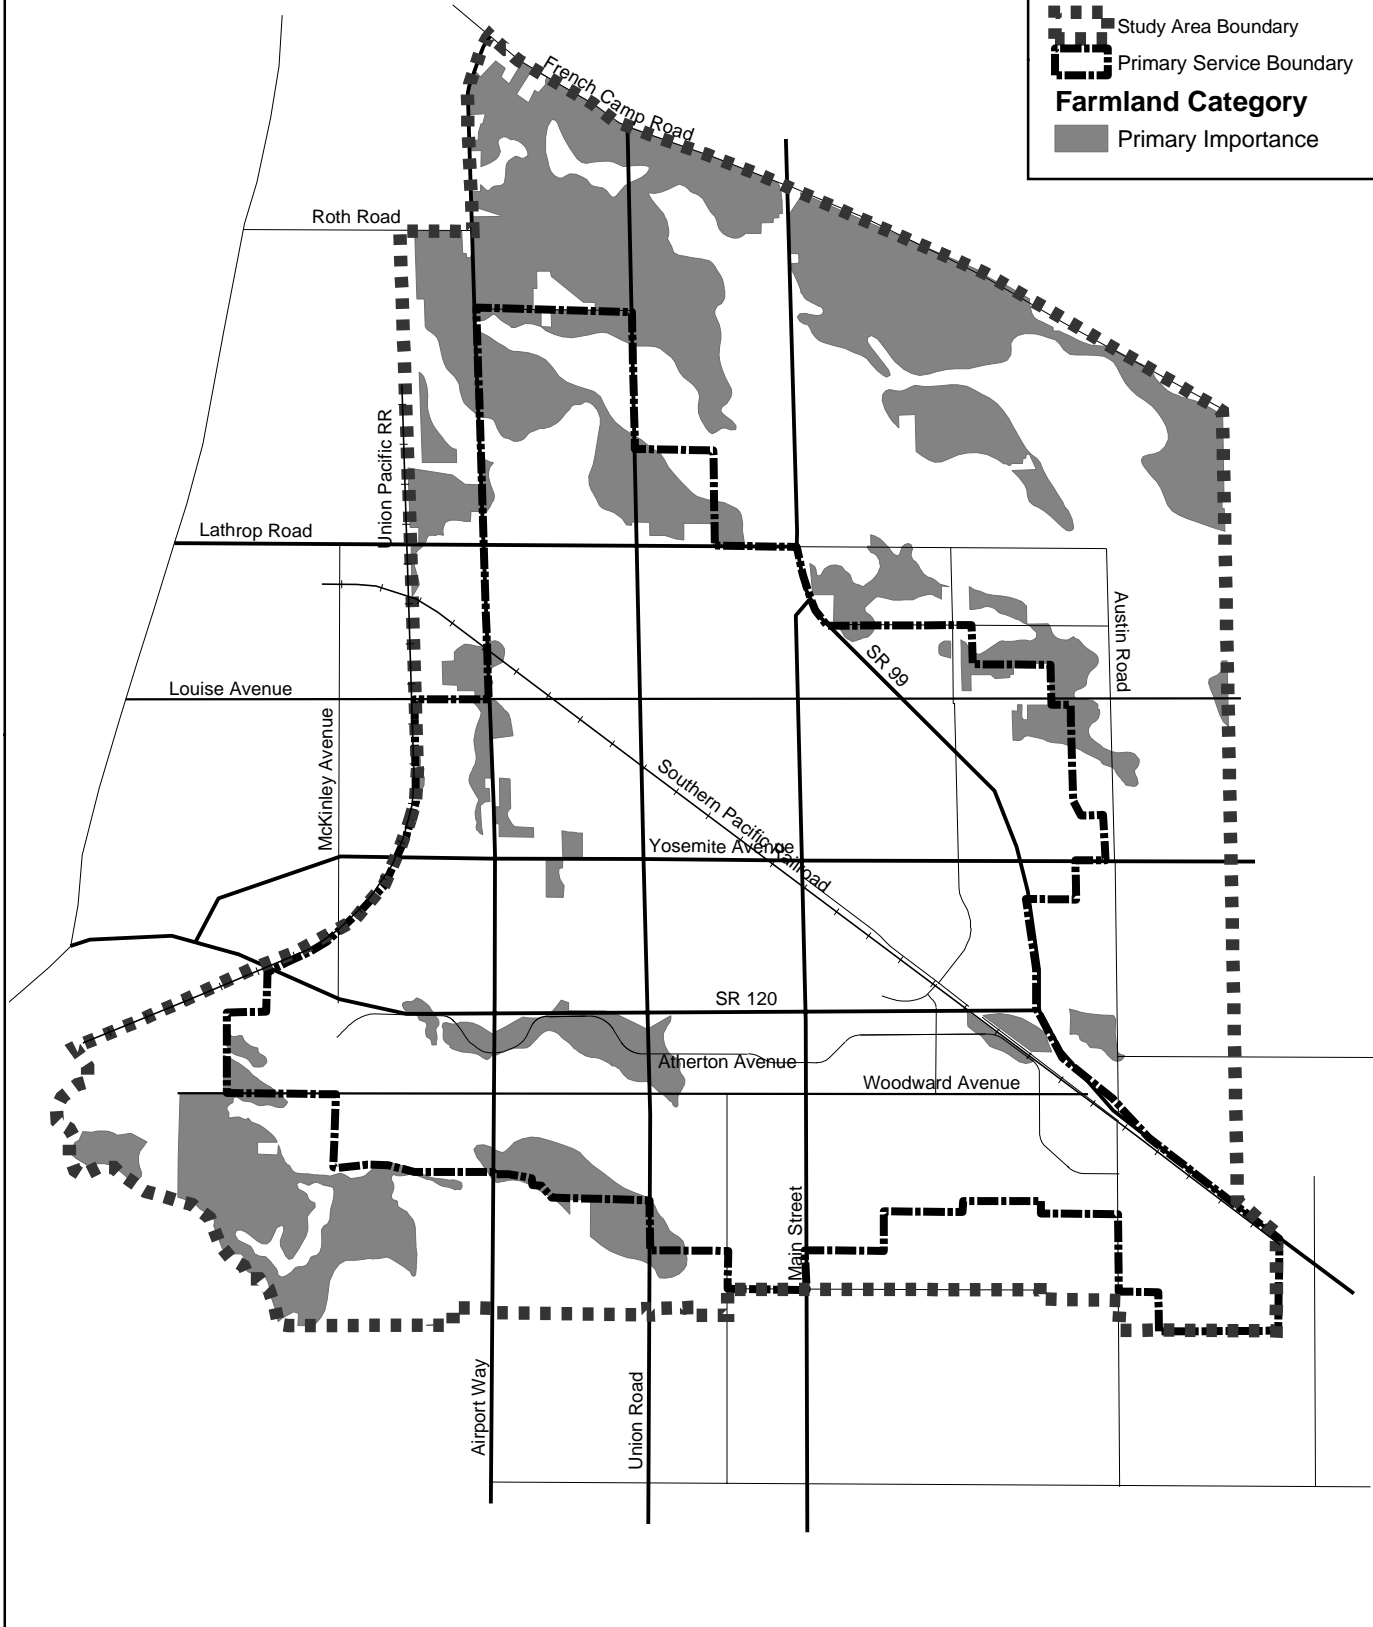 Study Area Boundary
Primary Service Boundary
Farmland Category
Primary Importance
French Camp Road
Roth Road
Union Pacific RR
Lathrop Road
Austin Road
SR 99
Louise Avenue
McKinley Avenue
Southern Pacific Railroad
Yosemite Avenue
SR 120
Atherton Avenue
Woodward Avenue
Main Street
Airport Way
Union Road